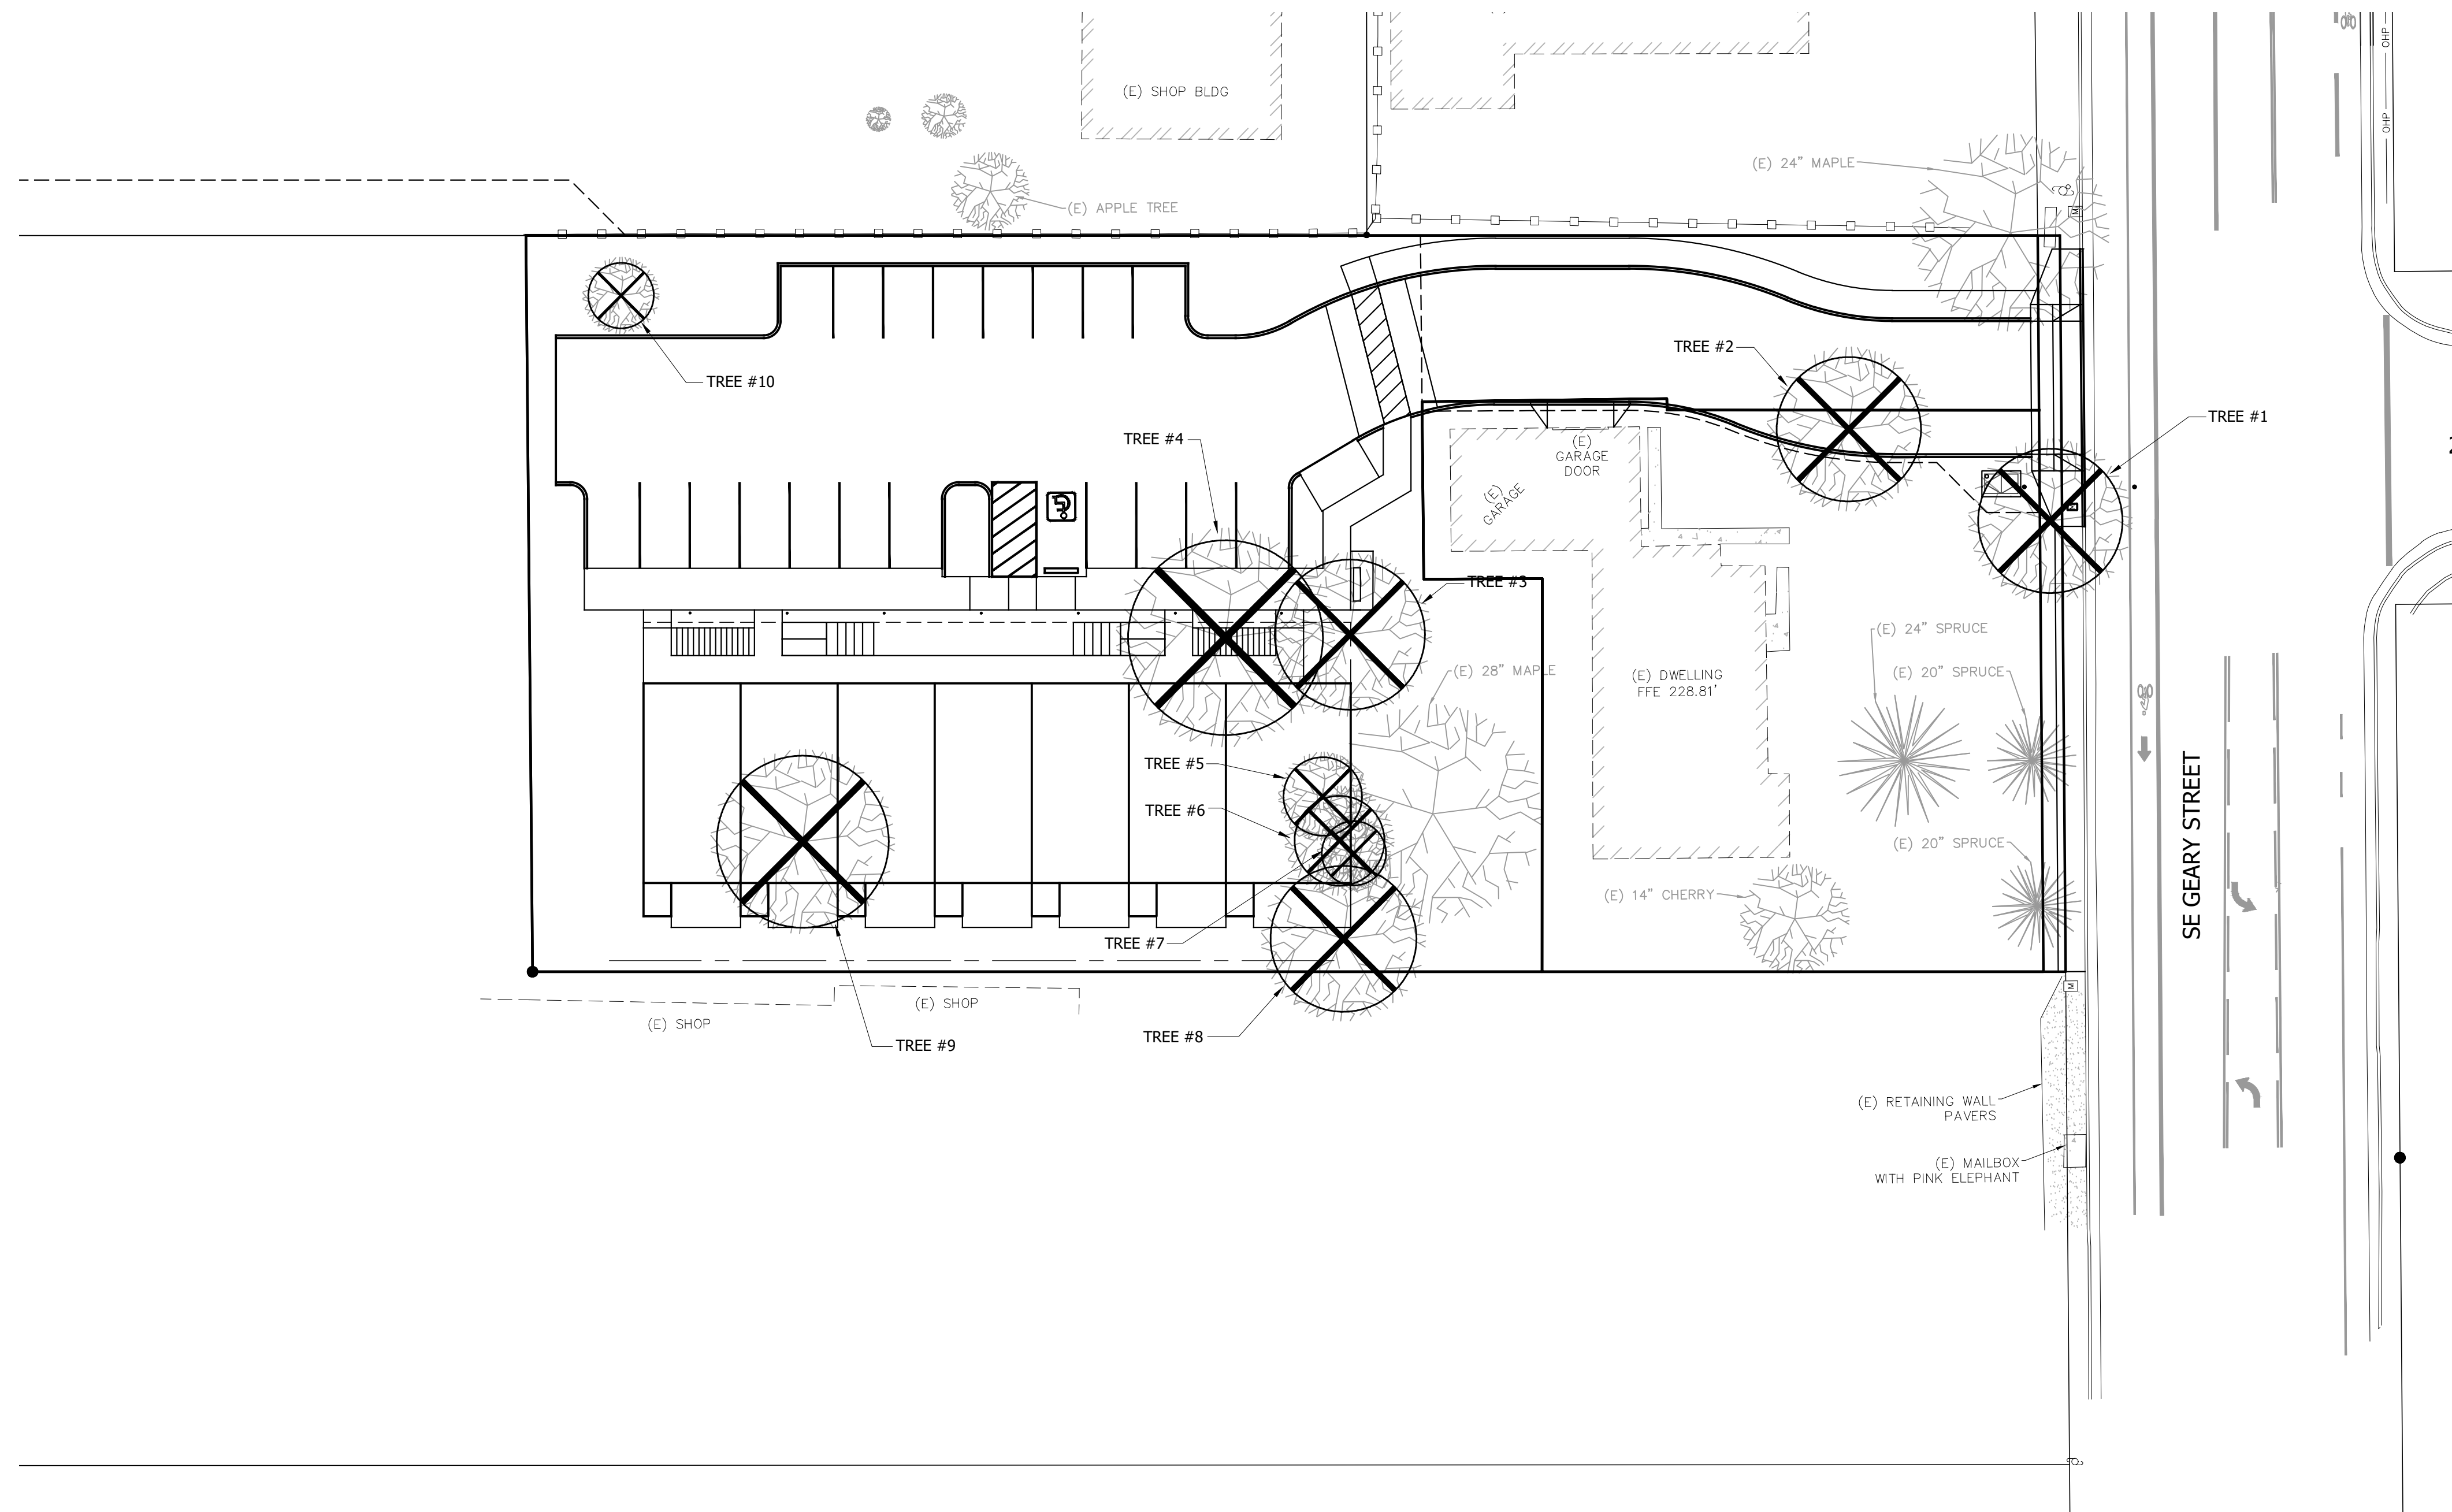 OHP
OHP
(E) SHOP BLDG
(E) 24" MAPLE
(E) APPLE TREE
M
TREE #2
TREE #10
TREE #1
TREE #4
(E)
GARAGE
DOOR
(E)
GARAGE
TREE #3
(E) 24" SPRUCE
(E) 28" MAPLE
(E) 20" SPRUCE
(E) DWELLING
FFE 228.81'
TREE #5
TREE #6
SE GEARY STREET
(E) 20" SPRUCE
(E) 14" CHERRY
TREE #7
M
(E) SHOP
(E) SHOP
TREE #8
TREE #9
(E) RETAINING WALL
PAVERS
(E) MAILBOX
WITH PINK ELEPHANT